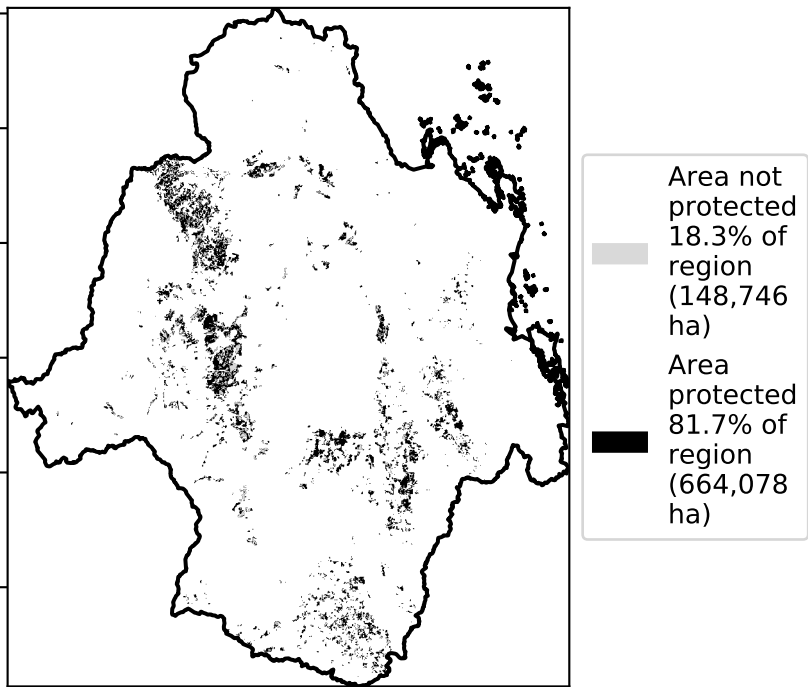 Area not
protected
18.3% of
region
(148,746
ha)
Area
protected
81.7% of
region
(664,078
ha)